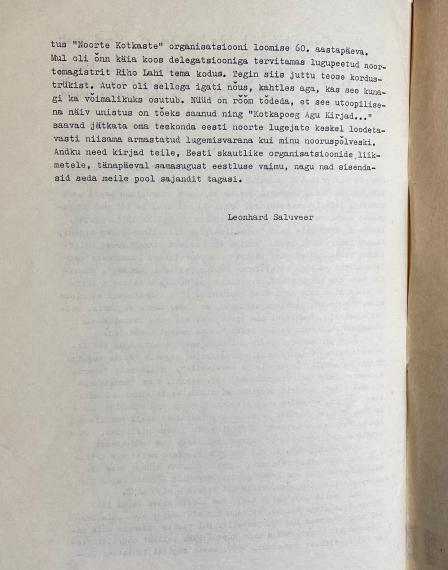 tus "Noorte Kotkaste" organisatsiooni loomise 60. aastapäeva.
Mul oli õnn käia koos delegatsiooniga tervitamas lugupeetud noor-
temagistrit Riho Lahi tema kodus. Tegin siis juttu teose kordus-
trükist. Autor oli sellega igati nõus, kahtles aga, kas see kuna-
gi ka võimalikuks osutub. Nüüd on rõõm tõdeda, et see utoopilise-
na näiv unistus on tõeks saanud ning "Kotkapoeg Agu Kirjad..."
saavad jätkata oma teekonda eesti noorte lugejate keskel loodeta-
vasti niisama armastatud lugemisvarana kui minu nooruspõlveski.
Andku need kirjad teile, Eesti skautlike organisatsioonide liik-
metele, tänapäeval samasugust eestluse vaimu, nagu nad sisenda-
sid seda meile pool sajandit tagasi.
Leonhard Saluveer